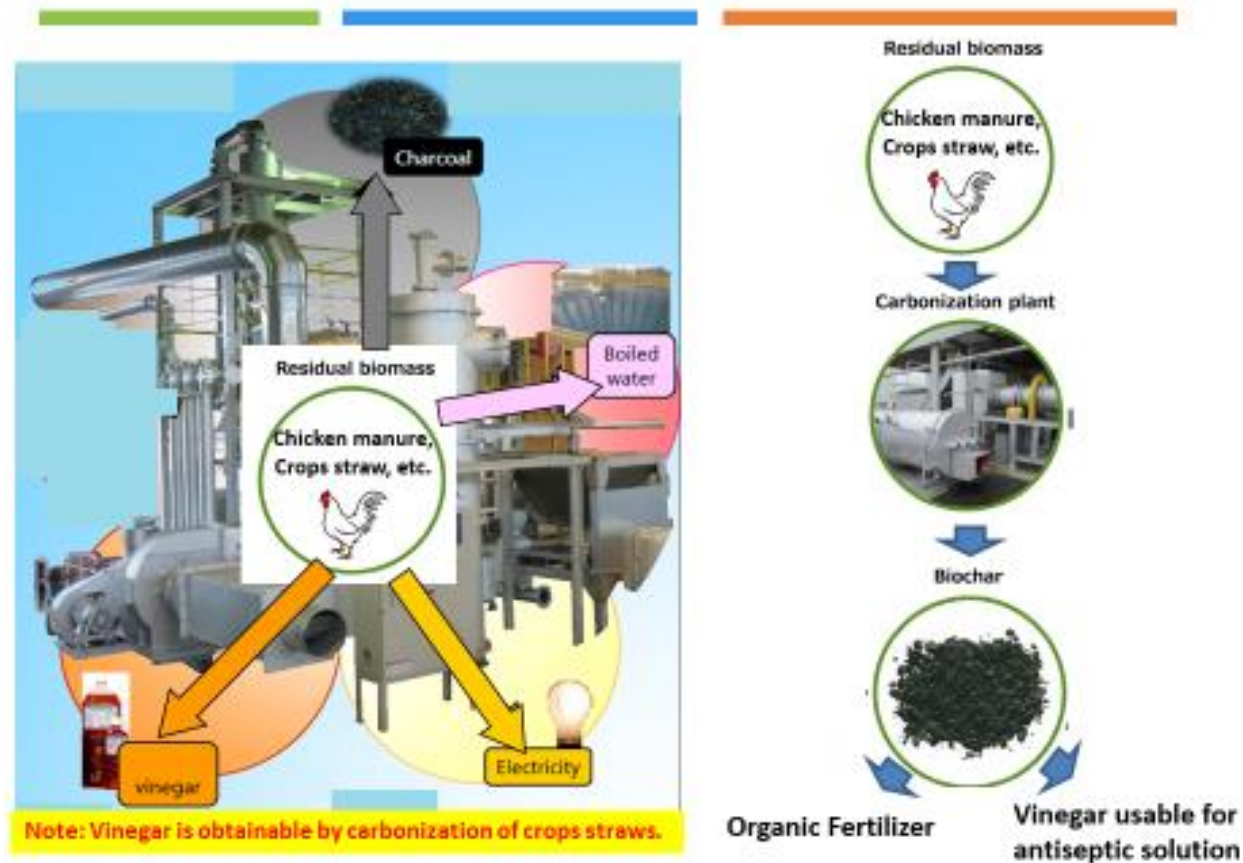 Charcoal
Boiled
water
Residual biomass
Chicken manure,
Crops straw, etc.
vinegar
Electricity
Note: Vinegar is obtainable by carbonization of crops straws.
Residual biomass
Chicken manure,
Crops straw, etc.
Carbonization plant
Biochar
Organic Fertilizer
Vinegar usable for
antiseptic solution